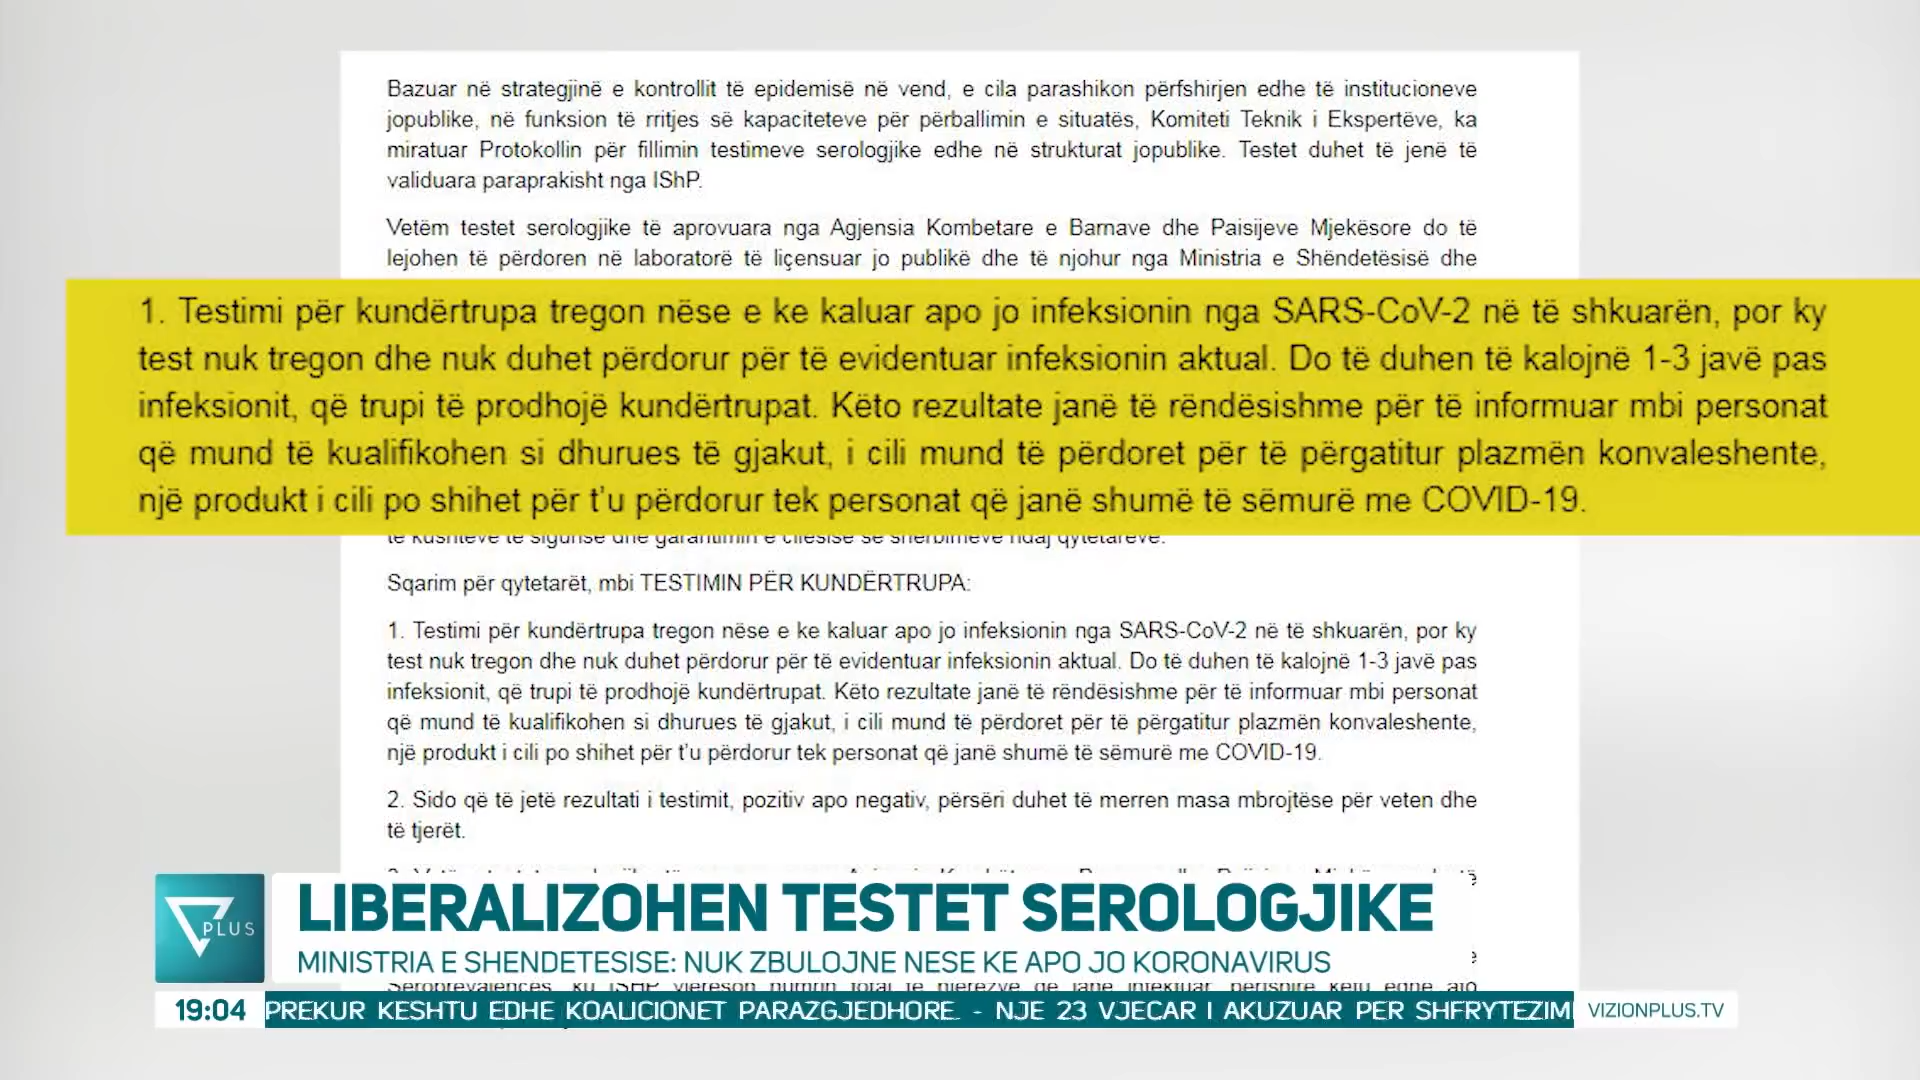 Bazuar në strategjinë e kontrollit të epidemisë në vend, e cila parashikon përfshirjen edhe të institucioneve
jopublike, në funksion të rritjes së kapaciteteve për përballimin e situatës, Komiteti Teknik i Ekspertëve, ka
miratuar Protokollin për fillimin testimeve serologjike edhe në strukturat jopublike. Testet duhet të jenë të
validuara paraprakisht nga IShP.
Vetëm testet serologjike të aprovuara nga Agjensia Kombetare e Barnave dhe Paisijeve Mjekësore do të
lejohen të përdoren në laboratorë të liçensuar jo publikë dhe të njohur nga Ministria e Shëndetësisë dhe
1. Testimi për kundërtrupa tregon nëse e ke kaluar apo jo infeksionin nga SARS-CoV-2 në të shkuarën, por ky
test nuk tregon dhe nuk duhet përdorur për të evidentuar infeksionin aktual. Do të duhen të kalojnë 1-3 javë pas
infeksionit, që trupi të prodhojë kundërtrupat. Këto rezultate janë të rëndësishme për të informuar mbi personat
që mund të kualifikohen si dhurues të gjakut, i cili mund të përdoret për të përgatitur plazmën konvaleshente,
një produkt i cili po shihet për t'u përdorur tek personat që janë shumë të sëmurë me COVID-19.
të kushteve të sigurisë dhe garantimin e cilësisë së shërbimeve ndaj qytetarëve.
Sqarim për qytetarët, mbi TESTIMIN PËR KUNDËRTRUPA:
1. Testimi për kundërtrupa tregon nëse e ke kaluar apo jo infeksionin nga SARS-CoV-2 në të shkuarën, por ky
test nuk tregon dhe nuk duhet përdorur për të evidentuar infeksionin aktual. Do të duhen të kalojnë 1-3 javë pas
infeksionit, që trupi të prodhojë kundërtrupat. Këto rezultate janë të rëndësishme për të informuar mbi personat
që mund të kualifikohen si dhurues të gjakut, i cili mund të përdoret për të përgatitur plazmën konvaleshente,
një produkt i cili po shihet për t'u përdorur tek personat që janë shumë të sëmurë me COVID-19.
2. Sido që të jetë rezultati i testimit, pozitiv apo negativ, përsëri duhet të merren masa mbrojtëse për veten dhe
të tjerët.
PLUS
LIBERALIZOHEN TESTET SEROLOGJIKE
MINISTRIA E SHENDETESISE: NUK ZBULOJNE NESE KE APO JO KORONAVIRUS
19:04 PREKUR KESHTU EDHE KOALICIONET PARAZGJEDHORE. - NJE 23 VJECAR I AKUZUAR PER SHFRYTEZIM VIZIONPLUS.TV